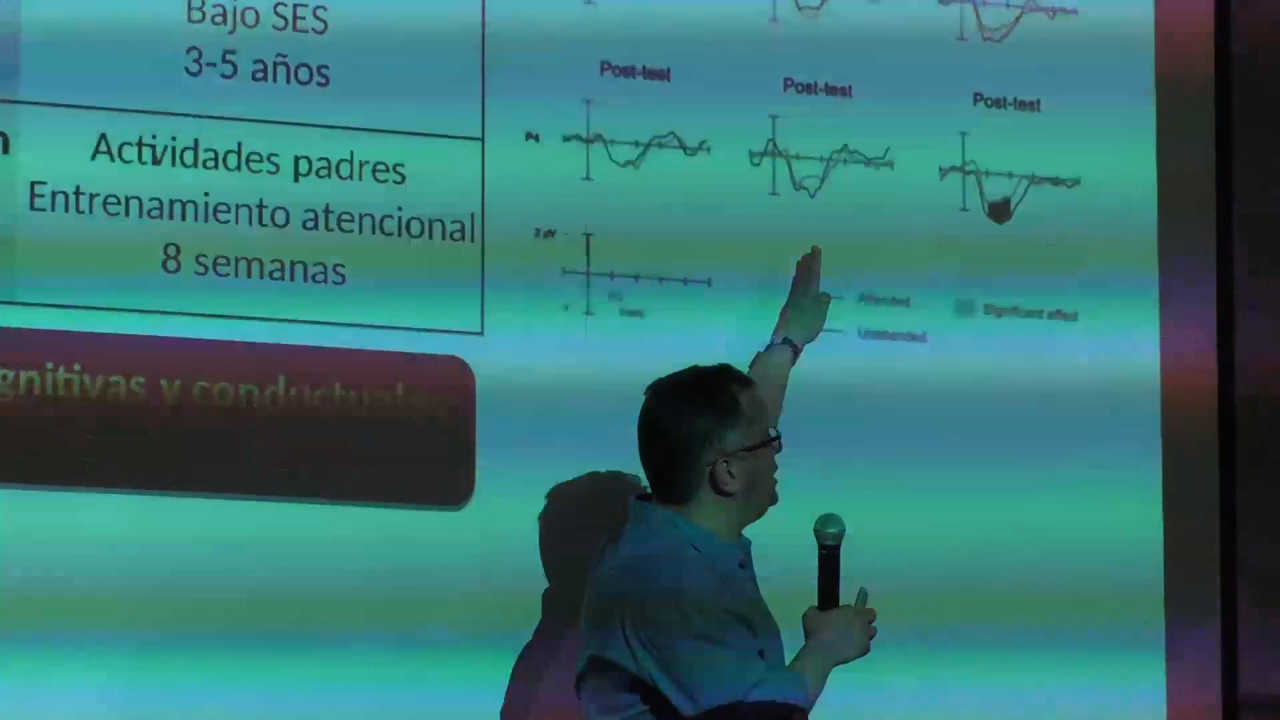 Bajo SES
3-5 años
Actividades padres
Entrenamiento atencional
8 semanas
gnitivas y conductuales
Post-test
Post-test
Post-test
P4
Attended
Unattended
Significant effect